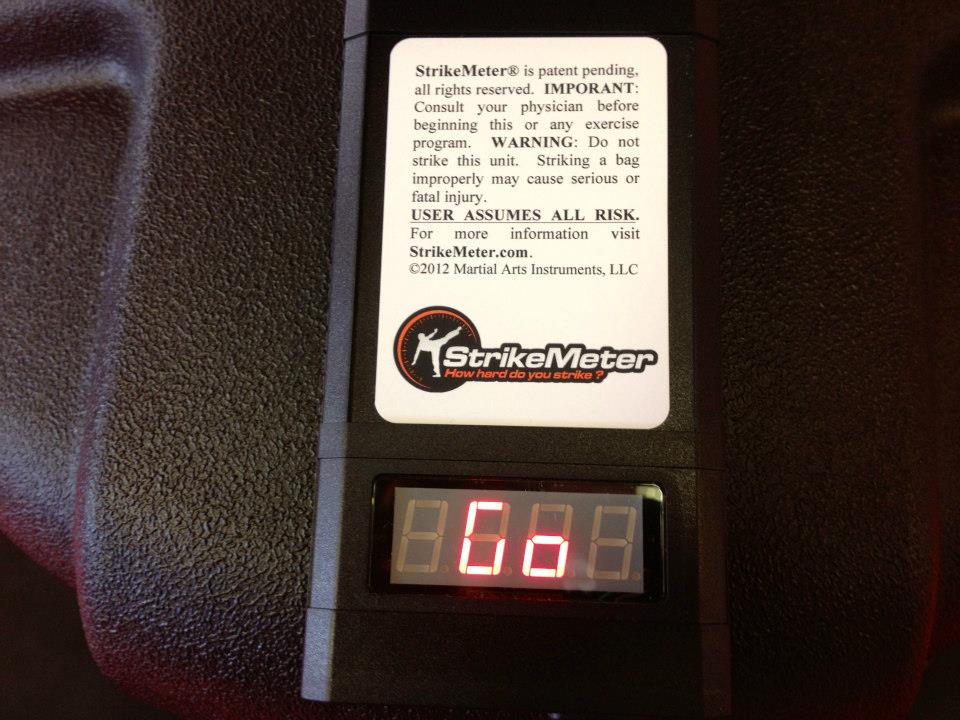 StrikeMeter® is patent pending,
all rights reserved. IMPORANT:
Consult your physician before
beginning this or any exercise
program. WARNING: Do not
strike this unit. Striking a bag
improperly may cause serious or
fatal injury.
USER ASSUMES ALL RISK.
For more information visit
StrikeMeter.com.
©2012 Martial Arts Instruments, LLC
StrikeMeter
How hard do you strike ?
Go